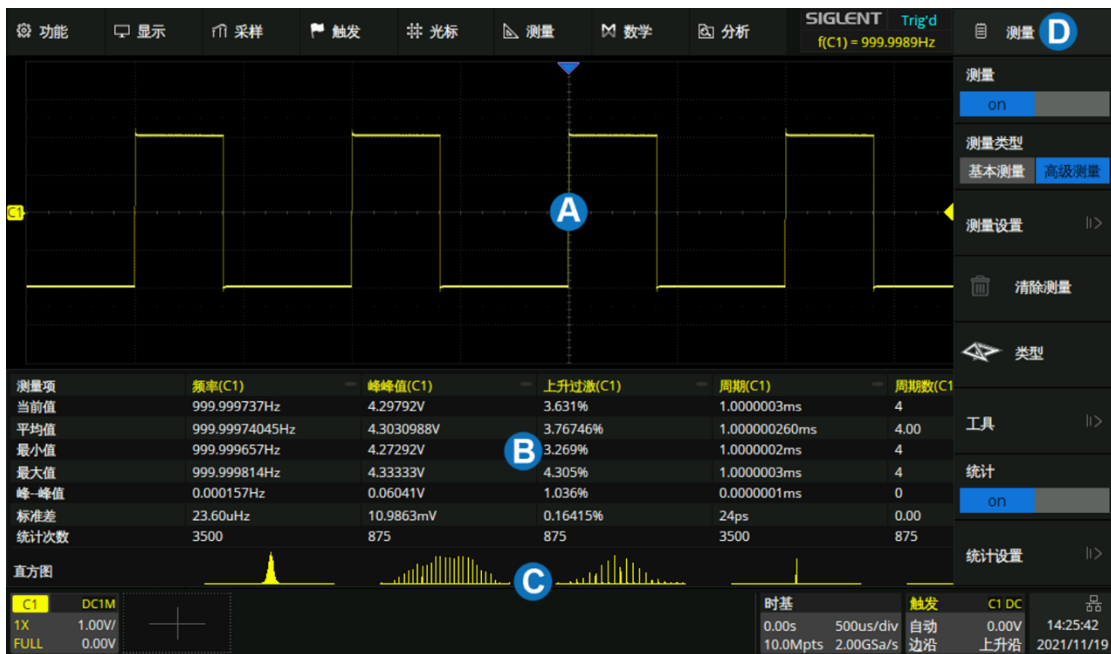 功能 显示 采样 触发 光标 测量 数学 分析 SIGLENT Trig'd 测量 D
f(C1) = 999.9989Hz
测量
on
测量类型
基本测量 高级测量
C1
A
测量设置
清除测量
类型
测量项 频率(C1) 峰峰值(C1) 上升过激(C1) 周期(C1) 周期数(C1
当前值 999.999737Hz 4.29792V 3.631% 1.0000003ms 4
平均值 999.99974045Hz 4.3030988V 3.76746% 1.000000260ms 4.00
工具
最小值 999.999657Hz 4.27292V B 3.269% 1.0000002ms 4
最大值 999.999814Hz 4.33333V 4.305% 1.0000003ms 4
统计
峰--峰值 0.000157Hz 0.06041V 1.036% 0.0000001ms 0
on
标准差 23.60uHz 10.9863mV 0.16415% 24ps 0.00
统计次数 3500 875 875 3500 875
统计设置
直方图
C
C1 DC1M 时基 触发 C1 DC
1X 1.00V/ 0.00s 500us/div 自动 0.00V 14:25:42
FULL 0.00V 10.0Mpts 2.00GSa/s 边沿 上升沿 2021/11/19